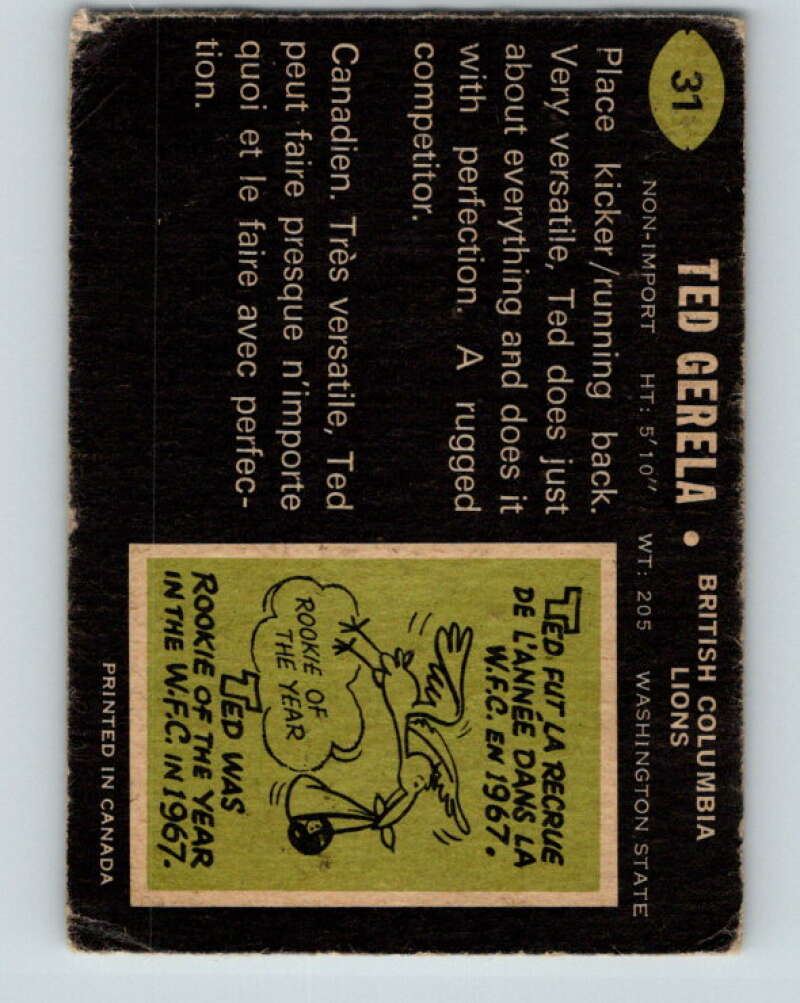 31
TED GERELA • BRITISH COLUMBIA
LIONS
NON-IMPORT HT: 5'10" WT: 205 WASHINGTON STATE
Place kicker/running back.
Very versatile, Ted does just
about everything and does it
with perfection. A rugged
competitor.
Canadien. Très versatile, Ted
peut faire presque n'importe
quoi et le faire avec perfec-
tion.
TED FUT LA RECRUE
DE L'ANNÉE DANS LA
W.F.C. EN 1967.
ROOKIE OF
THE YEAR
TED WAS
ROOKIE OF THE YEAR
IN THE W.F.C. IN 1967.
PRINTED IN CANADA